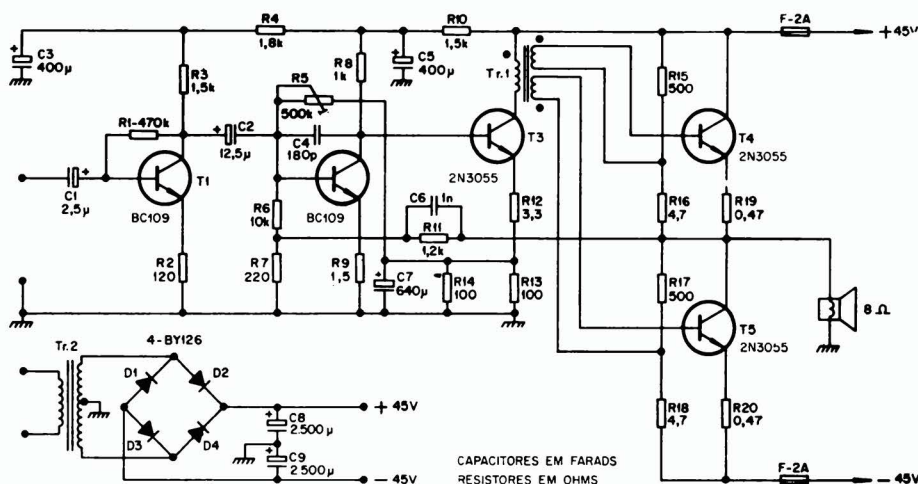 R4
1,8k
R10
1,5k
F-2A
+ 45V
+
C3
400µ
R3
1,5k
R8
1k
+
C5
400µ
Tr.1
R15
500
R5
500k
R1-470k
+ C2
12,5µ
C4
180p
T3
2N3055
T4
2N3055
+
C1
2,5µ
T1
BC109
BC109
R6
10k
C6
1n
R11
1,2k
R12
3,3
R16
4,7
R19
0,47
R2
120
R7
220
R9
1,5
+
C7
640µ
R14
100
R13
100
R17
500
T5
2N3055
8 Ω
Tr.2
4-BY126
D1
D2
D3
D4
+ 45V
+
C8
2.500µ
+
C9
2.500µ
- 45V
R18
4,7
R20
0,47
CAPACITORES EM FARADS
RESISTORES EM OHMS
F-2A
- 45V